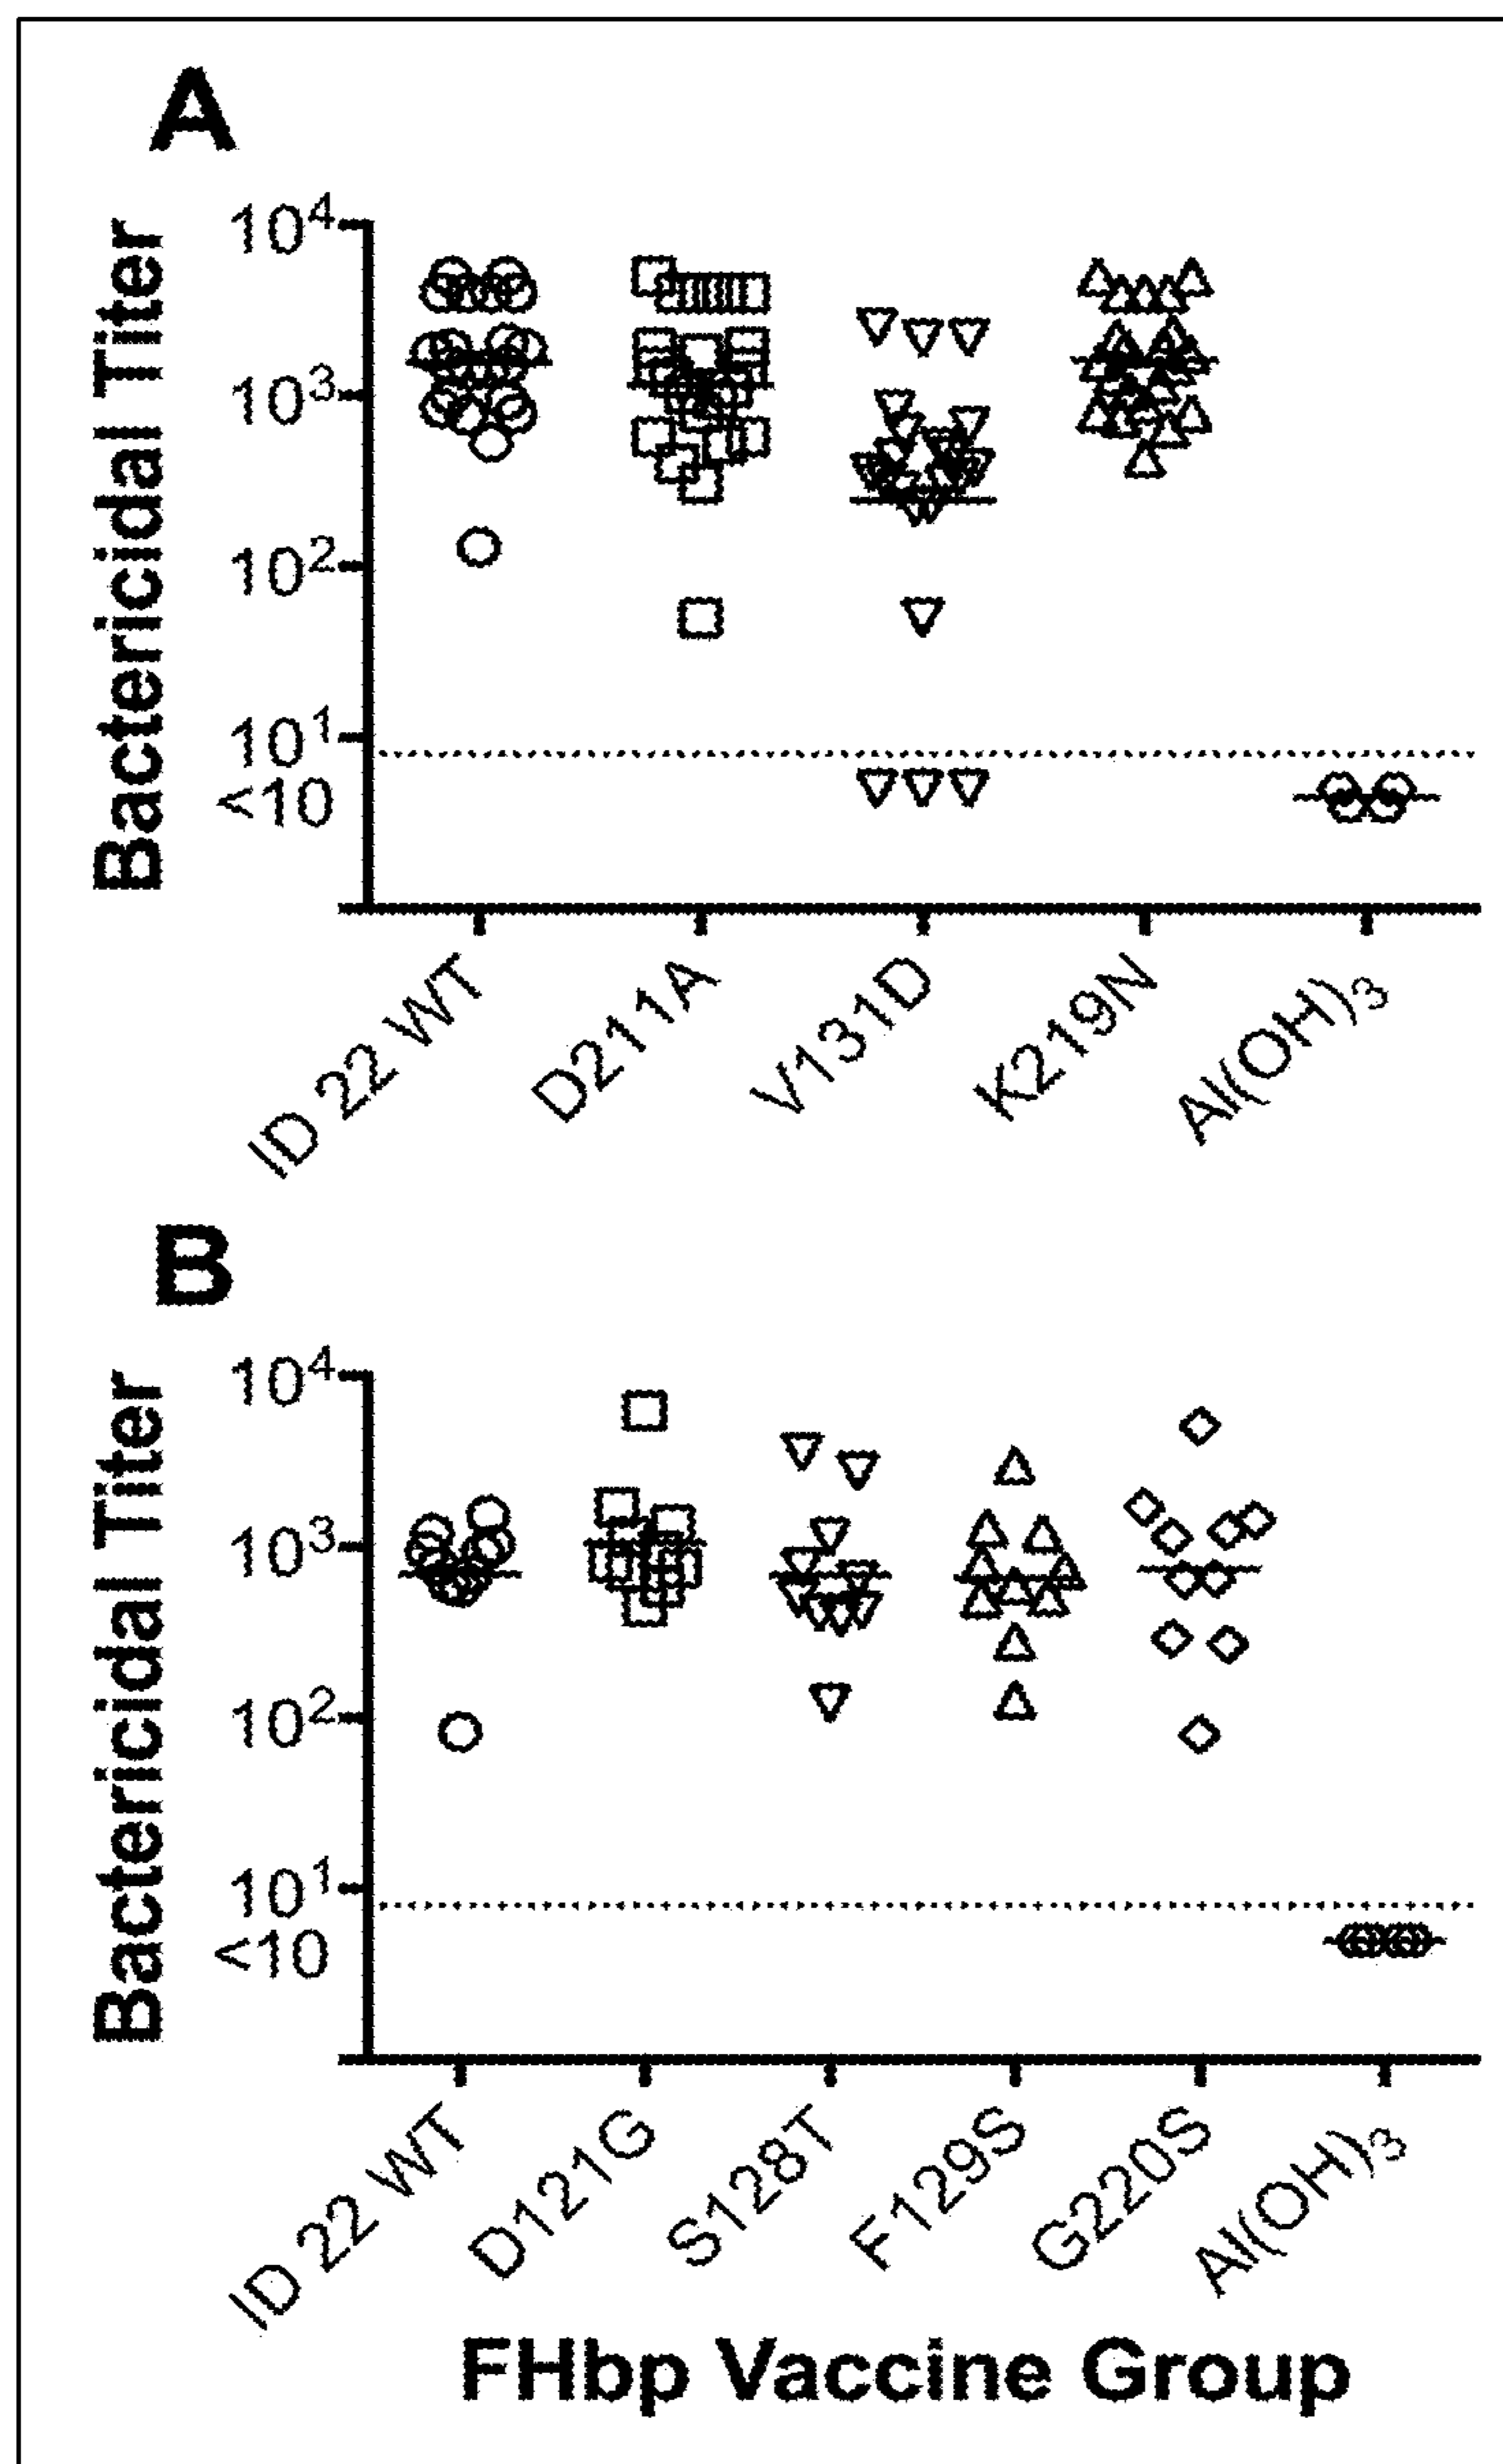 A
Bactericidal Titer
10⁴
10³
10²
10¹
<10
ID 22 WT
D211A
V131D
K219N
Al(OH)₃
B
Bactericidal Titer
10⁴
10³
10²
10¹
<10
ID 22 WT
D121G
S128T
F129S
G220S
Al(OH)₃
FHbp Vaccine Group